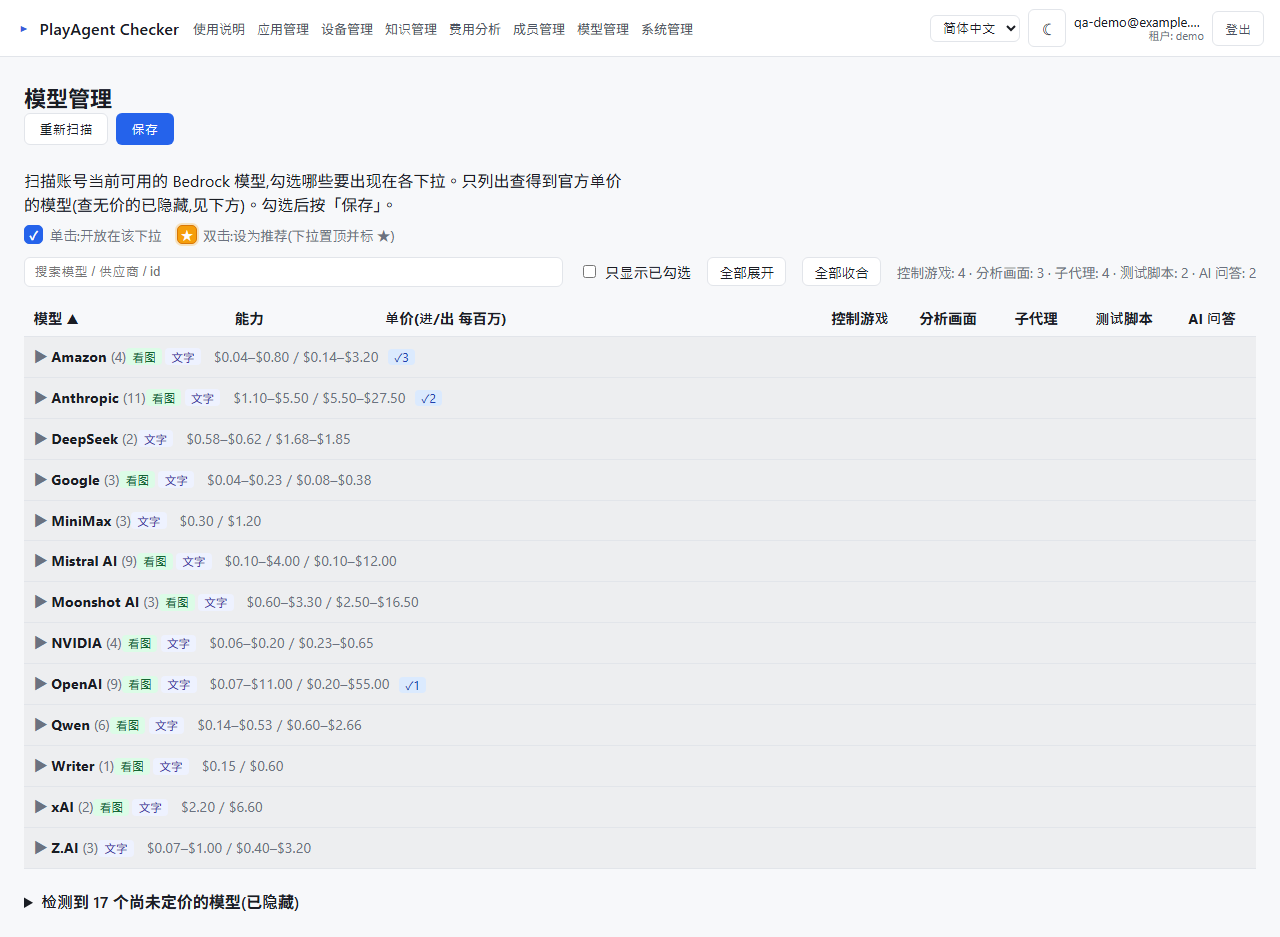 PlayAgent Checker 使用说明 应用管理 设备管理 知识管理 费用分析 成员管理 模型管理 系统管理 简体中文 qa-demo@example.... 租户: demo 登出
模型管理
重新扫描 保存
扫描账号当前可用的 Bedrock 模型,勾选哪些要出现在各下拉。只列出查得到官方单价
的模型(查无价的已隐藏,见下方)。勾选后按「保存」。
✓ 单击:开放在该下拉 ★ 双击:设为推荐(下拉置顶并标 ★)
搜索模型 / 供应商 / id 只显示已勾选 全部展开 全部收合 控制游戏: 4 · 分析画面: 3 · 子代理: 4 · 测试脚本: 2 · AI 问答: 2
模型 ▲ 能力 单价(进/出 每百万) 控制游戏 分析画面 子代理 测试脚本 AI 问答
▶ Amazon (4) 看图 文字 $0.04–$0.80 / $0.14–$3.20 ✓3
▶ Anthropic (11) 看图 文字 $1.10–$5.50 / $5.50–$27.50 ✓2
▶ DeepSeek (2) 文字 $0.58–$0.62 / $1.68–$1.85
▶ Google (3) 看图 文字 $0.04–$0.23 / $0.08–$0.38
▶ MiniMax (3) 文字 $0.30 / $1.20
▶ Mistral AI (9) 看图 文字 $0.10–$4.00 / $0.10–$12.00
▶ Moonshot AI (3) 看图 文字 $0.60–$3.30 / $2.50–$16.50
▶ NVIDIA (4) 看图 文字 $0.06–$0.20 / $0.23–$0.65
▶ OpenAI (9) 看图 文字 $0.07–$11.00 / $0.20–$55.00 ✓1
▶ Qwen (6) 看图 文字 $0.14–$0.53 / $0.60–$2.66
▶ Writer (1) 看图 文字 $0.15 / $0.60
▶ xAI (2) 看图 文字 $2.20 / $6.60
▶ Z.AI (3) 文字 $0.07–$1.00 / $0.40–$3.20
▶ 检测到 17 个尚未定价的模型(已隐藏)